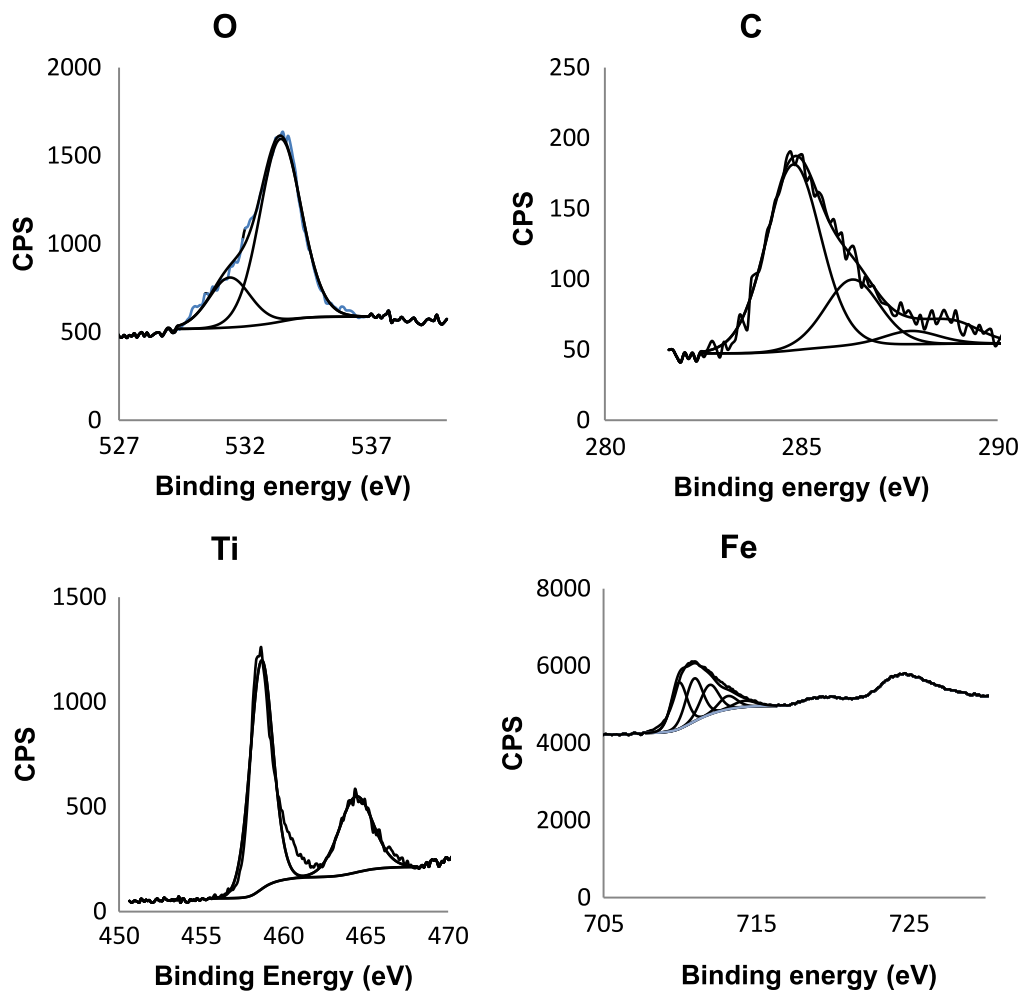 O
2000
1500
1000
500
0
CPS
527 532 537
Binding energy (eV)
C
250
200
150
100
50
0
CPS
280 285 290
Binding energy (eV)
Ti
1500
1000
500
0
CPS
450 455 460 465 470
Binding Energy (eV)
Fe
8000
6000
4000
2000
0
CPS
705 715 725
Binding energy (eV)